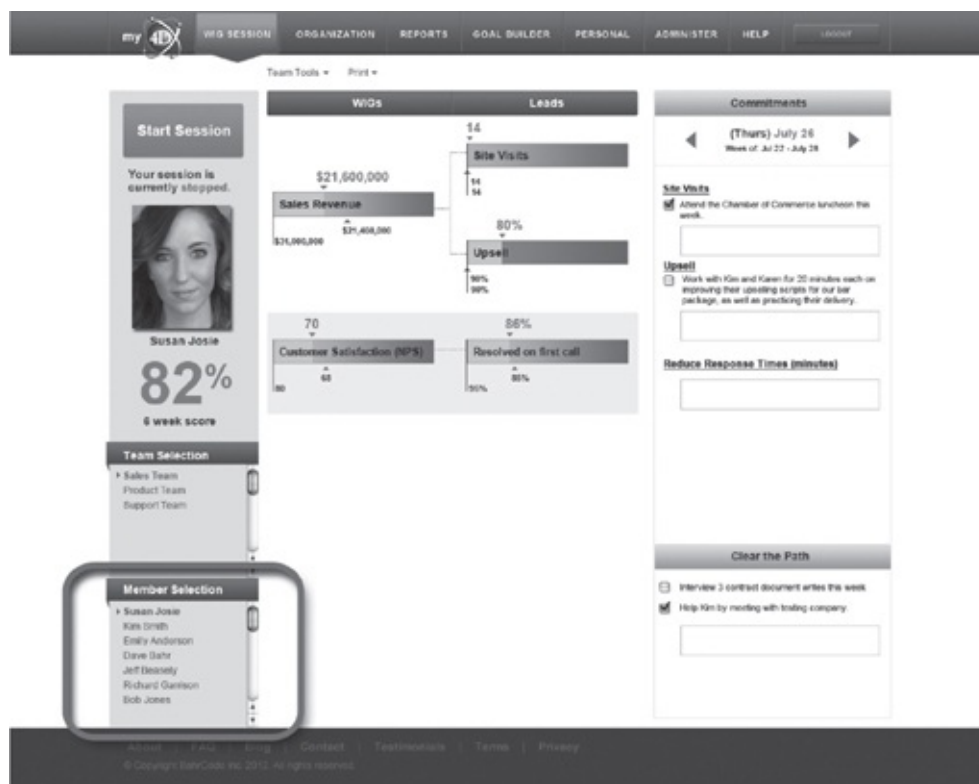 my 4DX
WIG SESSION ORGANIZATION REPORTS GOAL BUILDER PERSONAL ADMINISTER HELP LOGOUT
Team Tools Print
Start Session
Your session is
currently stopped.
Susan Josie
82%
6 week score
Team Selection
Sales Team
Product Team
Support Team
Member Selection
Susan Josie
Kim Smith
Emily Anderson
Dave Bahr
Jeff
Richard Garrison
Bob Jones
WIGs Leads
$21,600,000
Sales Revenue
$21,400,000
$31,000,000
14
Site Visits
14
14
80%
Upsell
90%
90%
70
Customer Satisfaction (NPS)
68
80
86%
Resolved on first call
85%
95%
Commitments
(Thurs) July 26
Week of: Jul 22 - July 28
Site Visits
Attend the Chamber of Commerce luncheon this
week.
Upsell
Work with Kim and Karen for 20 minutes each on
improving their upselling scripts for our bar
package, as well as practicing their delivery.
Reduce Response Times (minutes)
Clear the Path
Interview 3 contract document writes this week
Help Kim by meeting with company.
About | FAQ | Blog | Contact | Testimonials | Terms | Privacy
© Copyright BahrCode Inc 2012. All rights reserved.